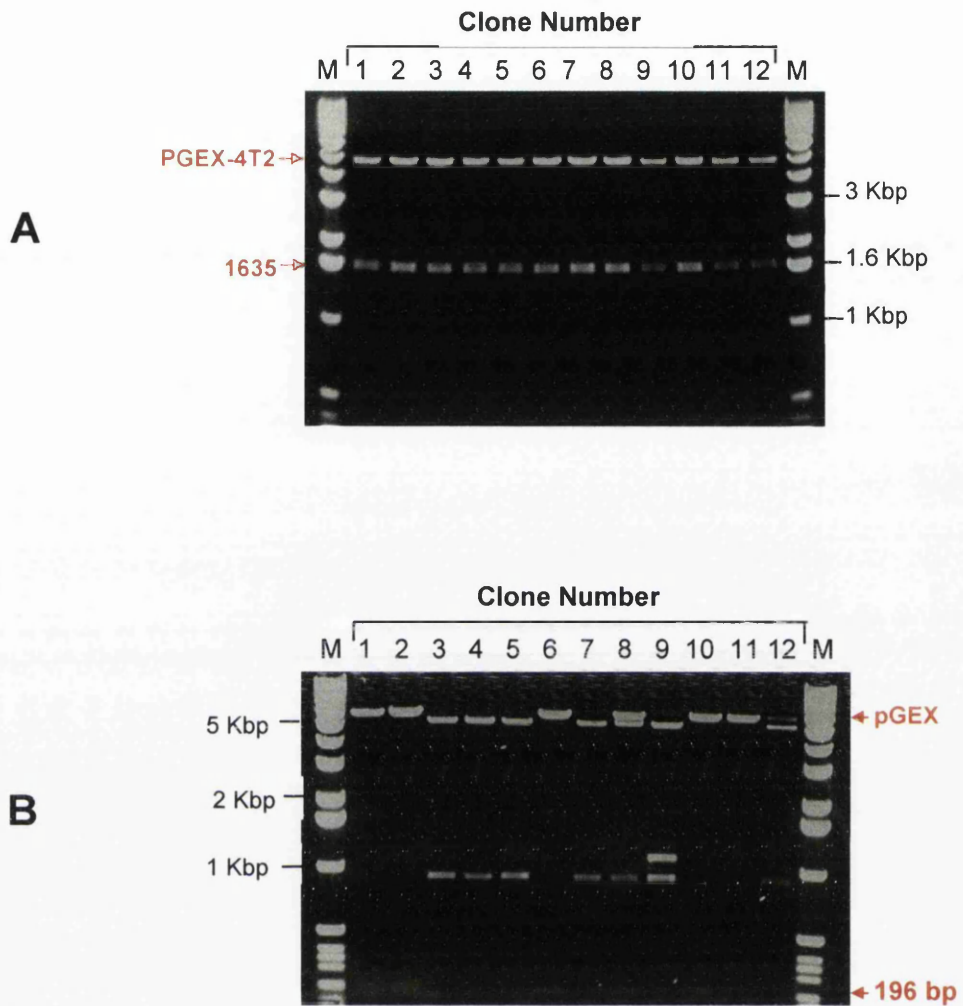 Clone Number
M 1 2 3 4 5 6 7 8 9 10 11 12 M
PGEX-4T2
3 Kbp
A
1635
1.6 Kbp
1 Kbp
Clone Number
M 1 2 3 4 5 6 7 8 9 10 11 12 M
5 Kbp
pGEX
2 Kbp
B
1 Kbp
196 bp